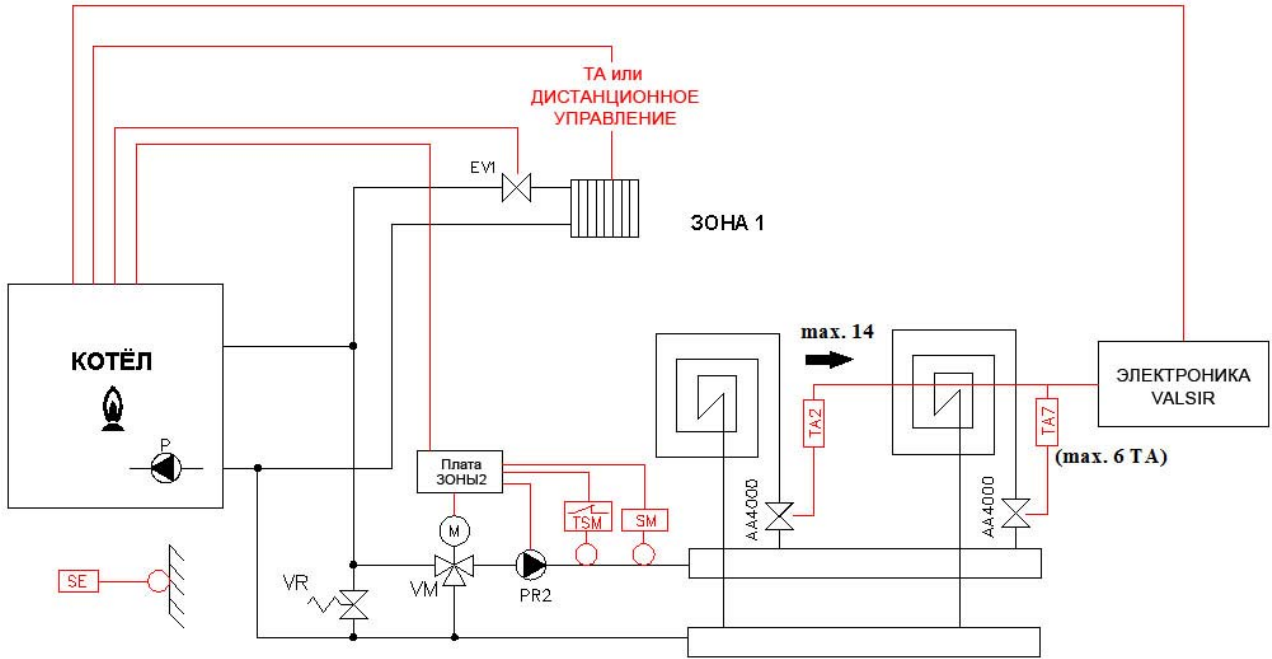 ТА или
ДИСТАНЦИОННОЕ
УПРАВЛЕНИЕ
EV1
ЗОНА 1
КОТЁЛ
P
max. 14
ЭЛЕКТРОНИКА
VALSIR
TA2
TA7
(max. 6 TA)
Плата
ЗОНЫ2
TSM
SM
AA4000
AA4000
M
SE
VR
VM
PR2